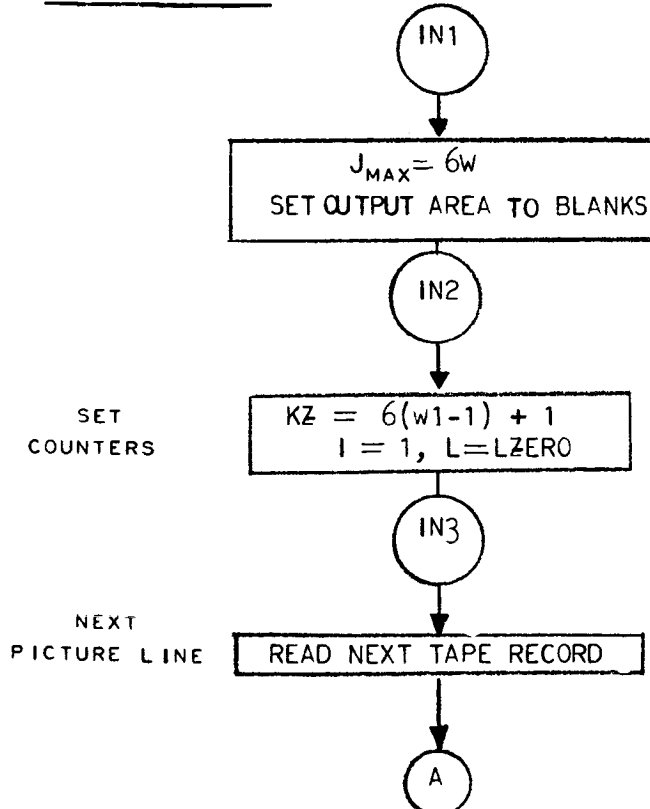 IN1
JMAX= 6W
SET OUTPUT AREA TO BLANKS
IN2
SET
COUNTERS
KZ = 6(W1-1) + 1
I = 1, L=LZERO
IN3
NEXT
PICTURE LINE
READ NEXT TAPE RECORD
A